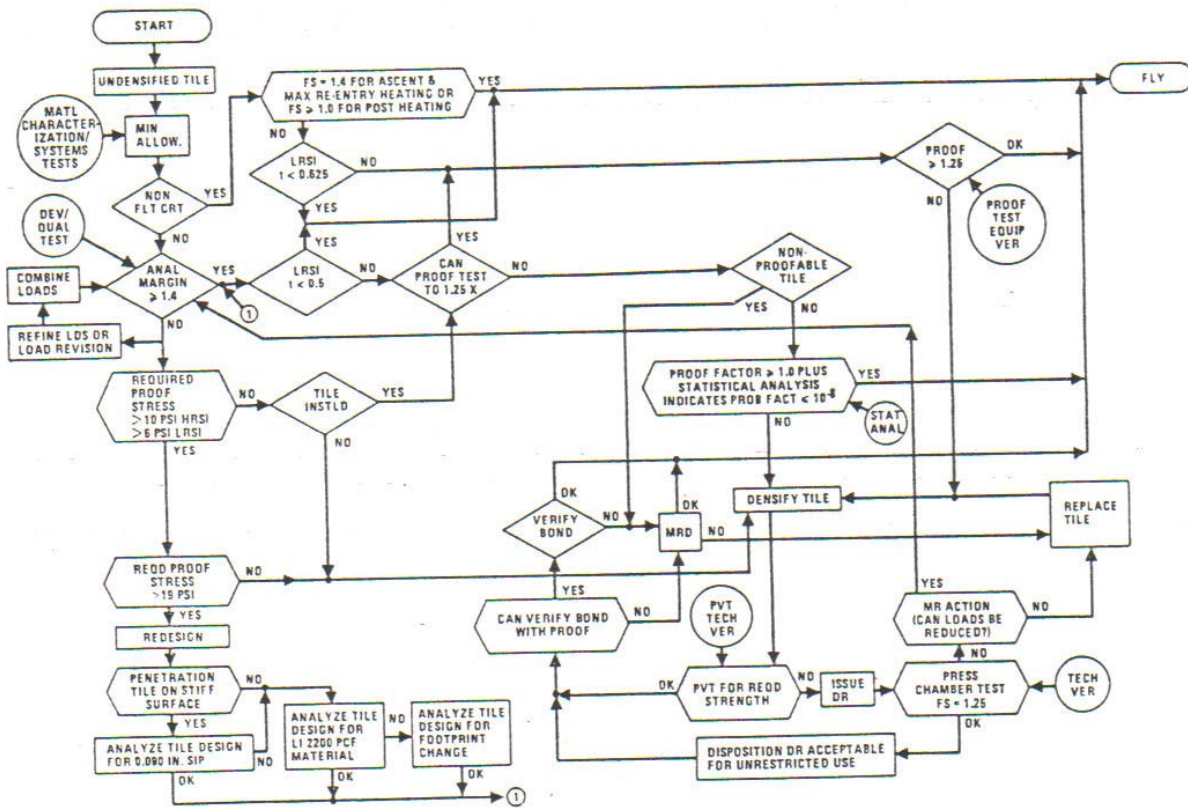 START
UNDENSIFIED TILE
MATL
CHARACTER-
IZATION/
SYSTEMS
TESTS
MIN
ALLOW.
NON
FLT CRT
YES
NO
FS = 1.4 FOR ASCENT &
MAX RE-ENTRY HEATING OR
FS ≥ 1.0 FOR POST HEATING
YES
NO
FLY
LRSI
t < 0.625
NO
YES
PROOF
≥ 1.25
OK
NO
PROOF
TEST
EQUIP
VER
DEV/
QUAL
TEST
COMBINE
LOADS
ANAL
MARGIN
≥ 1.4
YES
NO
1
REFINE LDS OR
LOAD REVISION
LRSI
t < 0.5
YES
NO
CAN
PROOF TEST
TO 1.25 X
YES
NO
NON-
PROOFABLE
TILE
YES
NO
REQUIRED
PROOF
STRESS
>10 PSI HRSI
>6 PSI LRSI
NO
YES
TILE
INSTLD
YES
NO
PROOF FACTOR ≥ 1.0 PLUS
STATISTICAL ANALYSIS
INDICATES PROB FACT < 10⁻⁸
YES
NO
STAT
ANAL
DENSIFY TILE
REPLACE
TILE
OK
VERIFY
BOND
NO
OK
MRD
NO
REQD PROOF
STRESS
>19 PSI
NO
YES
REDESIGN
YES
CAN VERIFY BOND
WITH PROOF
NO
PVT
TECH
VER
YES
MR ACTION
(CAN LOADS BE
REDUCED?)
NO
NO
PENETRATION
TILE ON STIFF
SURFACE
NO
YES
OK
PVT FOR REQD
STRENGTH
NO
ISSUE
DR
PRESS
CHAMBER TEST
FS = 1.25
OK
TECH
VER
ANALYZE TILE DESIGN
FOR 0.090 IN. SIP
NO
OK
ANALYZE TILE
DESIGN FOR
LI 2200 PCF
MATERIAL
NO
OK
ANALYZE TILE
DESIGN FOR
FOOTPRINT
CHANGE
OK
1
DISPOSITION DR ACCEPTABLE
FOR UNRESTRICTED USE